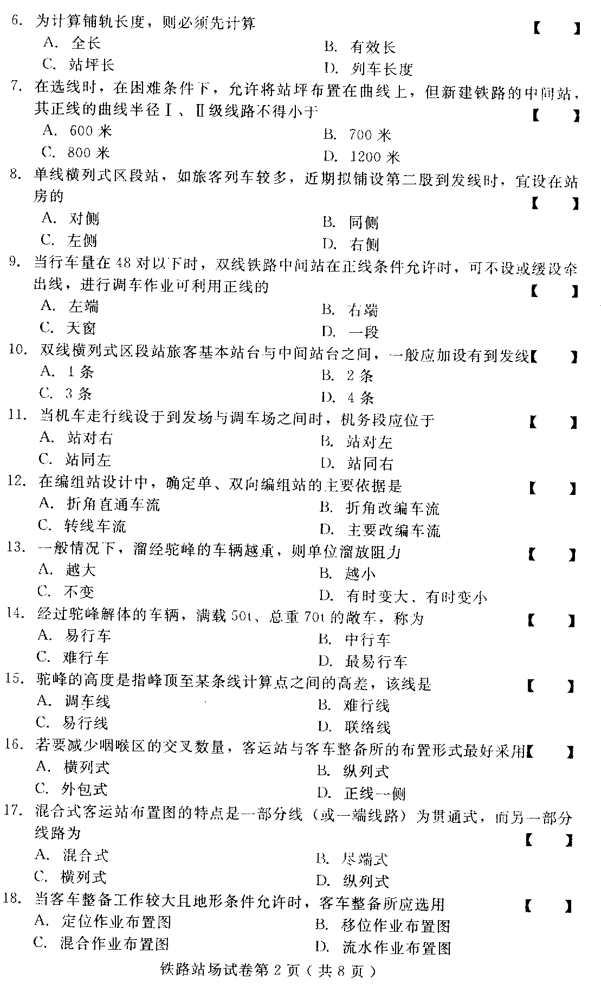 6. 为计算铺轨长度，则必须先计算 【 】
A. 全长 B. 有效长
C. 站坪长 D. 列车长度
7. 在选线时，在困难条件下，允许将站坪布置在曲线上，但新建铁路的中间站，
其正线的曲线半径Ⅰ、Ⅱ级线路不得小于 【 】
A. 600 米 B. 700 米
C. 800 米 D. 1200 米
8. 单线横列式区段站，如旅客列车较多，近期拟铺设第二股到发线时，宜设在站
房的 【 】
A. 对侧 B. 同侧
C. 左侧 D. 右侧
9. 当行车量在 48 对以下时，双线铁路中间站在正线条件允许时，可不设或缓设牵
出线，进行调车作业可利用正线的 【 】
A. 左端 B. 右端
C. 天窗 D. 一段
10. 双线横列式区段站旅客基本站台与中间站台之间，一般应加设有到发线【 】
A. 1 条 B. 2 条
C. 3 条 D. 4 条
11. 当机车走行线设于到发场与调车场之间时，机务段应位于 【 】
A. 站对右 B. 站对左
C. 站同左 D. 站同右
12. 在编组站设计中，确定单、双向编组站的主要依据是 【 】
A. 折角直通车流 B. 折角改编车流
C. 转线车流 D. 主要改编车流
13. 一般情况下，溜经驼峰的车辆越重，则单位溜放阻力 【 】
A. 越大 B. 越小
C. 不变 D. 有时变大、有时变小
14. 经过驼峰解体的车辆，满载 50t、总重 70t 的敞车，称为 【 】
A. 易行车 B. 中行车
C. 难行车 D. 最易行车
15. 驼峰的高度是指峰顶至某条线计算点之间的高差，该线是 【 】
A. 调车线 B. 难行线
C. 易行线 D. 联络线
16. 若要减少咽喉区的交叉数量，客运站与客车整备所的布置形式最好采用【 】
A. 横列式 B. 纵列式
C. 外包式 D. 正线一侧
17. 混合式客运站布置图的特点是一部分线（或一端线路）为贯通式，而另一部分
线路为 【 】
A. 混合式 B. 尽端式
C. 横列式 D. 纵列式
18. 当客车整备工作较大且地形条件允许时，客车整备所应选用 【 】
A. 定位作业布置图 B. 移位作业布置图
C. 混合作业布置图 D. 流水作业布置图
铁路站场试卷第 2 页（共 8 页）